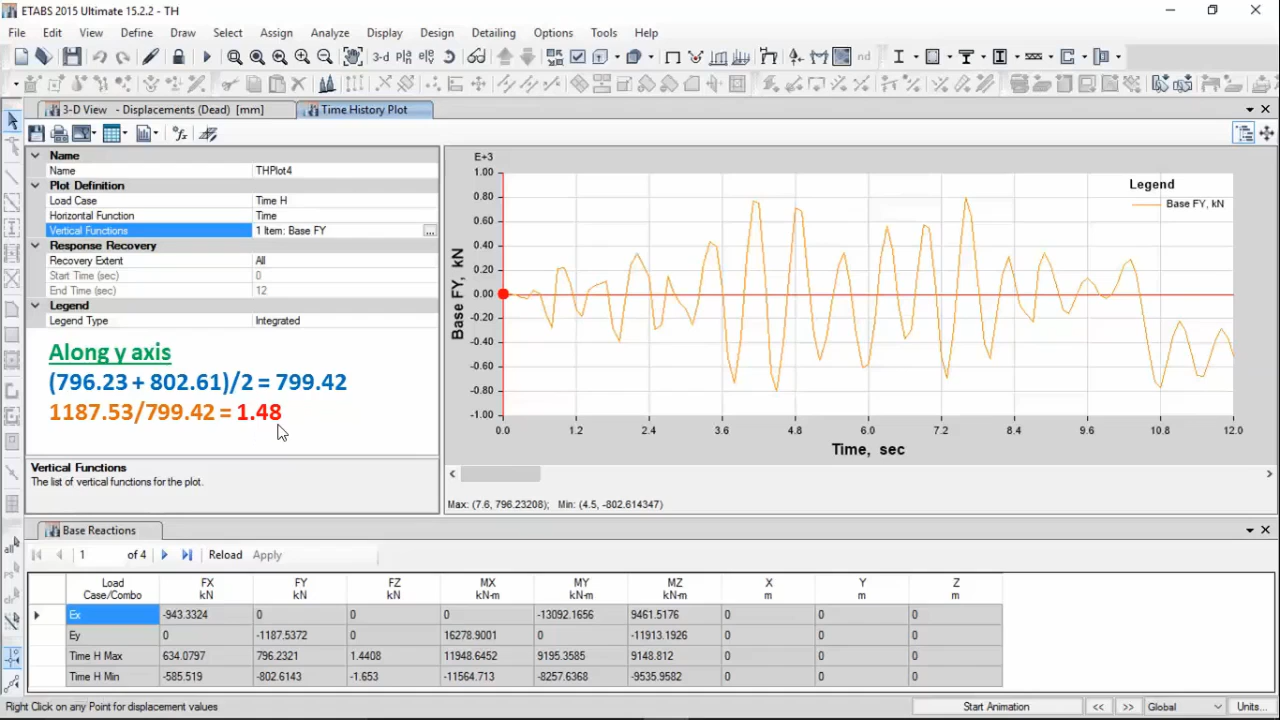 ETABS 2015 Ultimate 15.2.2 - TH
File Edit View Define Draw Select Assign Analyze Display Design Detailing Options Tools Help
3-d
nd
3-D View - Displacements (Dead) [mm] Time History Plot
Name
Name THPlot4
Plot Definition
Load Case Time H
Horizontal Function Time
Vertical Functions 1 Item: Base FY ...
Response Recovery
Recovery Extent All
Start Time (sec) 0
End Time (sec) 12
Legend
Legend Type Integrated
Along y axis
(796.23 + 802.61)/2 = 799.42
1187.53/799.42 = 1.48
Vertical Functions
The list of vertical functions for the plot.
E+3
1.00
0.80
0.60
0.40
0.20
0.00
-0.20
-0.40
-0.60
-0.80
-1.00
Base FY, kN
Legend
Base FY, kN
0.0 1.2 2.4 3.6 4.8 6.0 7.2 8.4 9.6 10.8 12.0
Time, sec
Max: (7.6, 796.23208); Min: (4.5, -802.614347)
Base Reactions
1 of 4 Reload Apply
Load Case/Combo FX kN FY kN FZ kN MX kN-m MY kN-m MZ kN-m X m Y m Z m
Ex -943.3324 0 0 0 -13092.1656 9461.5176 0 0 0
Ey 0 -1187.5372 0 16278.9001 0 -11913.1926 0 0 0
Time H Max 634.0797 796.2321 1.4408 11948.6452 9195.3585 9148.812 0 0 0
Time H Min -585.519 -802.6143 -1.653 -11564.713 -8257.6368 -9535.9582 0 0 0
Right Click on any Point for displacement values Start Animation << >> Global Units...